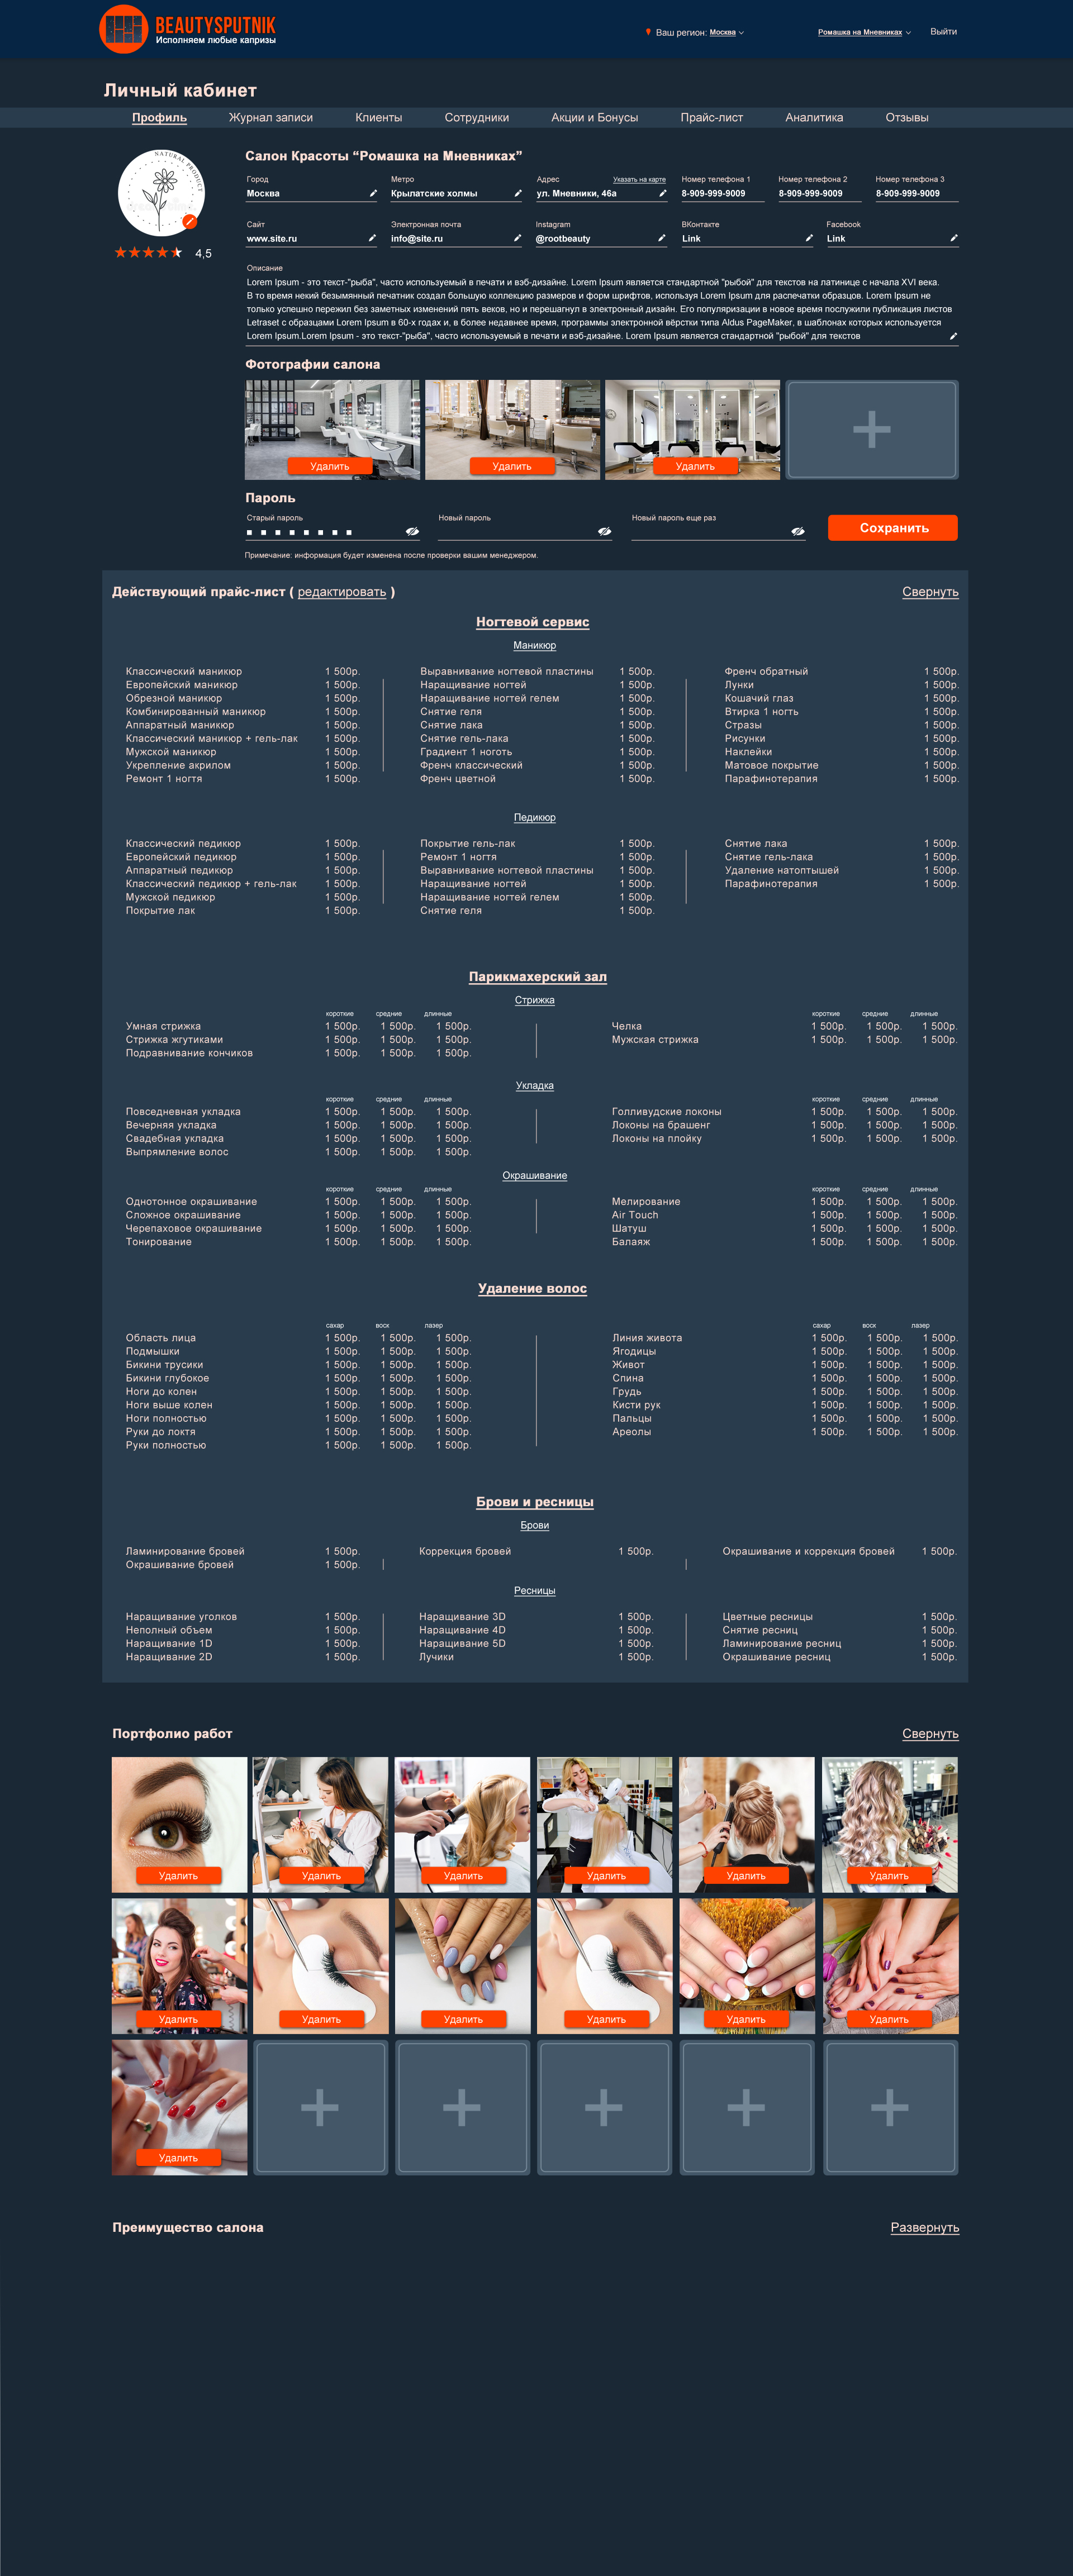 BEAUTYSPUTNIK
Исполняем любые капризы
Ваш регион: Москва
Ромашка на Мневниках
Выйти
Личный кабинет
Профиль Журнал записи Клиенты Сотрудники Акции и Бонусы Прайс-лист Аналитика Отзывы
NATURAL PRODUCT
4,5
Салон Красоты “Ромашка на Мневниках”
Город Метро Адрес Указать на карте Номер телефона 1 Номер телефона 2 Номер телефона 3
Москва Крылатские холмы ул. Мневники, 46а 8-909-999-9009 8-909-999-9009 8-909-999-9009
Сайт Электронная почта Instagram ВКонтакте Facebook
www.site.ru info@site.ru @rootbeauty Link Link
Описание
Lorem Ipsum - это текст-"рыба", часто используемый в печати и вэб-дизайне. Lorem Ipsum является стандартной "рыбой" для текстов на латинице с начала XVI века.
В то время некий безымянный печатник создал большую коллекцию размеров и форм шрифтов, используя Lorem Ipsum для распечатки образцов. Lorem Ipsum не
только успешно пережил без заметных изменений пять веков, но и перешагнул в электронный дизайн. Его популяризации в новое время послужили публикация листов
Letraset с образцами Lorem Ipsum в 60-х годах и, в более недавнее время, программы электронной вёрстки типа Aldus PageMaker, в шаблонах которых используется
Lorem Ipsum.Lorem Ipsum - это текст-"рыба", часто используемый в печати и вэб-дизайне. Lorem Ipsum является стандартной "рыбой" для текстов
Фотографии салона
Удалить Удалить Удалить
Пароль
Старый пароль Новый пароль Новый пароль еще раз
Сохранить
Примечание: информация будет изменена после проверки вашим менеджером.
Действующий прайс-лист ( редактировать ) Свернуть
Ногтевой сервис
Маникюр
Классический маникюр 1 500р. Выравнивание ногтевой пластины 1 500р. Френч обратный 1 500р.
Европейский маникюр 1 500р. Наращивание ногтей 1 500р. Лунки 1 500р.
Обрезной маникюр 1 500р. Наращивание ногтей гелем 1 500р. Кошачий глаз 1 500р.
Комбинированный маникюр 1 500р. Снятие геля 1 500р. Втирка 1 ногть 1 500р.
Аппаратный маникюр 1 500р. Снятие лака 1 500р. Стразы 1 500р.
Классический маникюр + гель-лак 1 500р. Снятие гель-лака 1 500р. Рисунки 1 500р.
Мужской маникюр 1 500р. Градиент 1 ноготь 1 500р. Наклейки 1 500р.
Укрепление акрилом 1 500р. Френч классический 1 500р. Матовое покрытие 1 500р.
Ремонт 1 ногтя 1 500р. Френч цветной 1 500р. Парафинотерапия 1 500р.
Педикюр
Классический педикюр 1 500р. Покрытие гель-лак 1 500р. Снятие лака 1 500р.
Европейский педикюр 1 500р. Ремонт 1 ногтя 1 500р. Снятие гель-лака 1 500р.
Аппаратный педикюр 1 500р. Выравнивание ногтевой пластины 1 500р. Удаление натоптышей 1 500р.
Классический педикюр + гель-лак 1 500р. Наращивание ногтей 1 500р. Парафинотерапия 1 500р.
Мужской педикюр 1 500р. Наращивание ногтей гелем 1 500р.
Покрытие лак 1 500р. Снятие геля 1 500р.
Парикмахерский зал
Стрижка
короткие средние длинные короткие средние длинные
Умная стрижка 1 500р. 1 500р. 1 500р. Челка 1 500р. 1 500р. 1 500р.
Стрижка жгутиками 1 500р. 1 500р. 1 500р. Мужская стрижка 1 500р. 1 500р. 1 500р.
Подравнивание кончиков 1 500р. 1 500р. 1 500р.
Укладка
короткие средние длинные короткие средние длинные
Повседневная укладка 1 500р. 1 500р. 1 500р. Голливудские локоны 1 500р. 1 500р. 1 500р.
Вечерняя укладка 1 500р. 1 500р. 1 500р. Локоны на брашенг 1 500р. 1 500р. 1 500р.
Свадебная укладка 1 500р. 1 500р. 1 500р. Локоны на плойку 1 500р. 1 500р. 1 500р.
Выпрямление волос 1 500р. 1 500р. 1 500р.
Окрашивание
короткие средние длинные короткие средние длинные
Однотонное окрашивание 1 500р. 1 500р. 1 500р. Мелирование 1 500р. 1 500р. 1 500р.
Сложное окрашивание 1 500р. 1 500р. 1 500р. Air Touch 1 500р. 1 500р. 1 500р.
Черепаховое окрашивание 1 500р. 1 500р. 1 500р. Шатуш 1 500р. 1 500р. 1 500р.
Тонирование 1 500р. 1 500р. 1 500р. Балаяж 1 500р. 1 500р. 1 500р.
Удаление волос
сахар воск лазер сахар воск лазер
Область лица 1 500р. 1 500р. 1 500р. Линия живота 1 500р. 1 500р. 1 500р.
Подмышки 1 500р. 1 500р. 1 500р. Ягодицы 1 500р. 1 500р. 1 500р.
Бикини трусики 1 500р. 1 500р. 1 500р. Живот 1 500р. 1 500р. 1 500р.
Бикини глубокое 1 500р. 1 500р. 1 500р. Спина 1 500р. 1 500р. 1 500р.
Ноги до колен 1 500р. 1 500р. 1 500р. Грудь 1 500р. 1 500р. 1 500р.
Ноги выше колен 1 500р. 1 500р. 1 500р. Кисти рук 1 500р. 1 500р. 1 500р.
Ноги полностью 1 500р. 1 500р. 1 500р. Пальцы 1 500р. 1 500р. 1 500р.
Руки до локтя 1 500р. 1 500р. 1 500р. Ареолы 1 500р. 1 500р. 1 500р.
Руки полностью 1 500р. 1 500р. 1 500р.
Брови и ресницы
Брови
Ламинирование бровей 1 500р. Коррекция бровей 1 500р. Окрашивание и коррекция бровей 1 500р.
Окрашивание бровей 1 500р.
Ресницы
Наращивание уголков 1 500р. Наращивание 3D 1 500р. Цветные ресницы 1 500р.
Неполный объем 1 500р. Наращивание 4D 1 500р. Снятие ресниц 1 500р.
Наращивание 1D 1 500р. Наращивание 5D 1 500р. Ламинирование ресниц 1 500р.
Наращивание 2D 1 500р. Лучики 1 500р. Окрашивание ресниц 1 500р.
Портфолио работ Свернуть
Удалить Удалить Удалить Удалить Удалить Удалить
Удалить Удалить Удалить Удалить Удалить Удалить
Удалить
Преимущество салона Развернуть